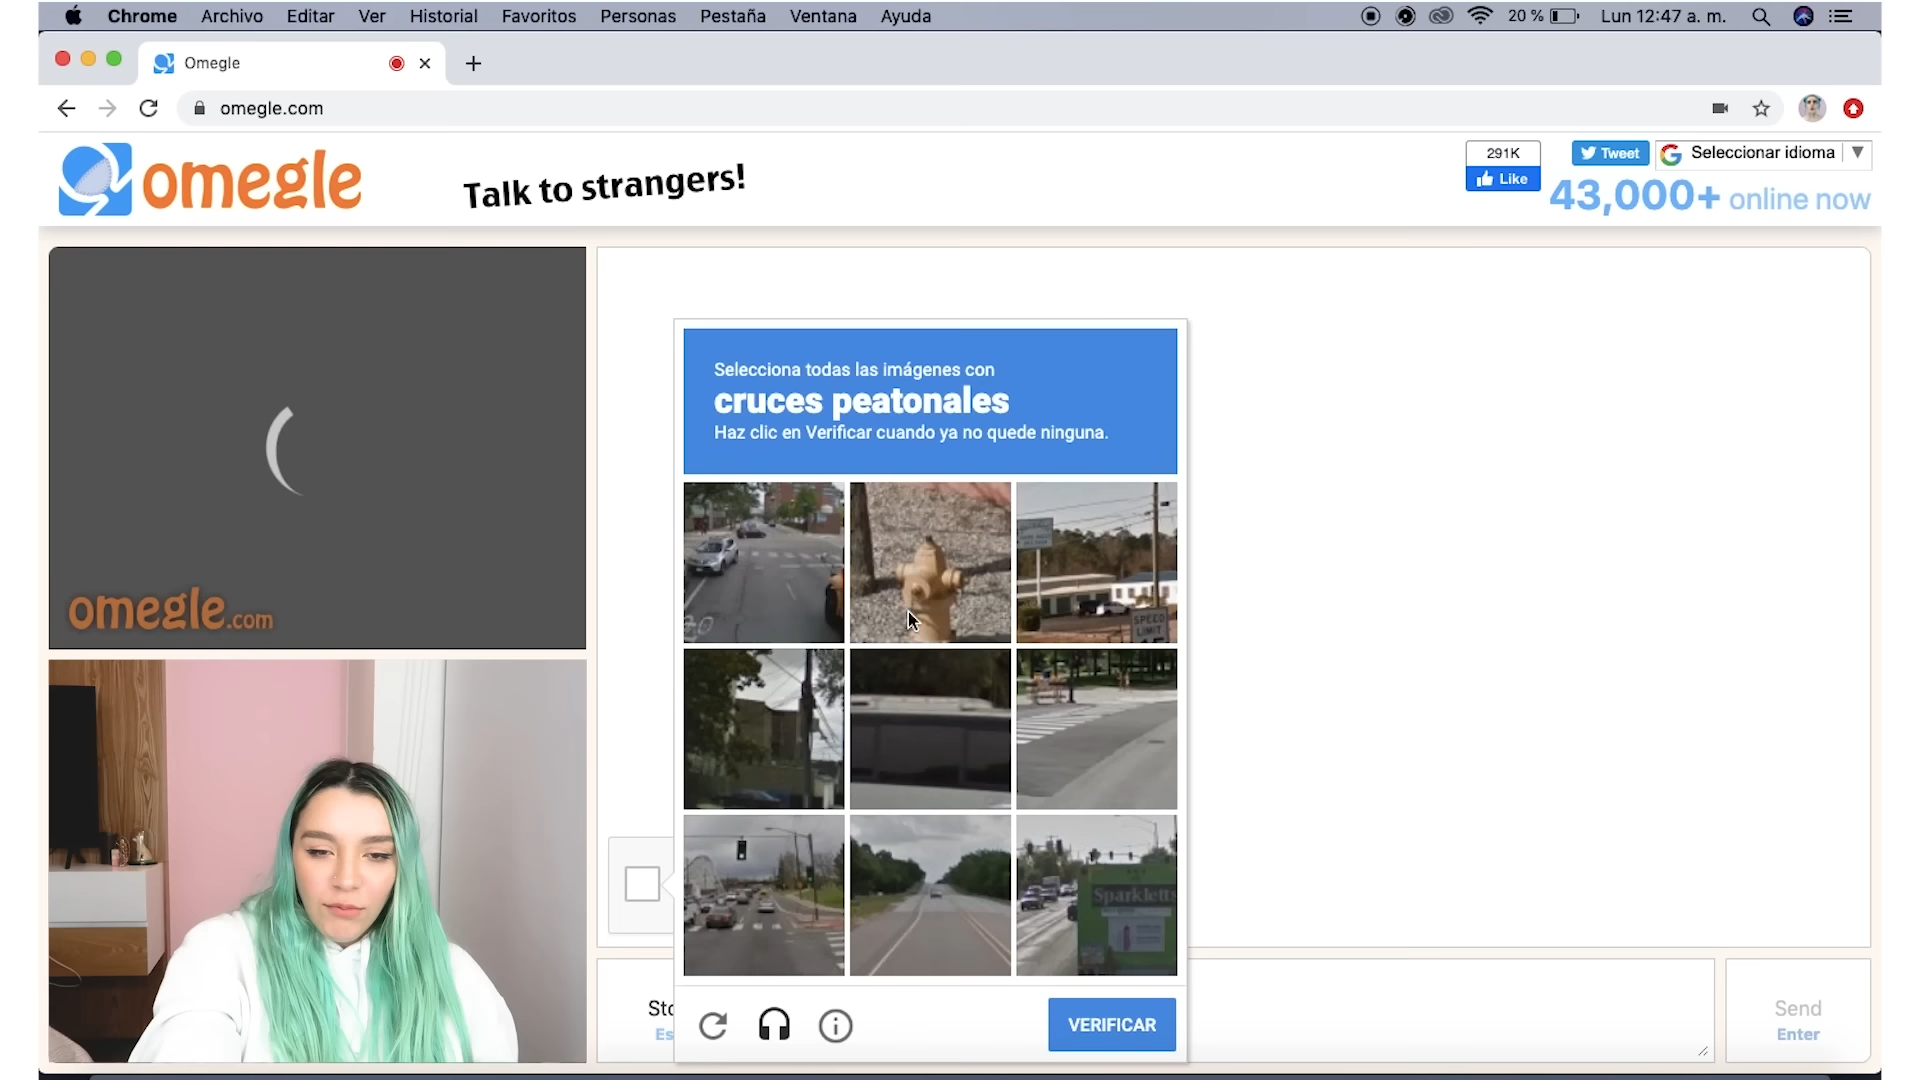 Chrome Archivo Editar Ver Historial Favoritos Personas Pestaña Ventana Ayuda 20 % Lun 12:47 a. m.
Omegle
omegle.com
omegle Talk to strangers!
291K Like Tweet Seleccionar idioma
43,000+ online now
omegle.com
Selecciona todas las imágenes con
cruces peatonales
Haz clic en Verificar cuando ya no quede ninguna.
SPEED
LIMIT
Sparkletts
VERIFICAR
Sto
Es
Send
Enter